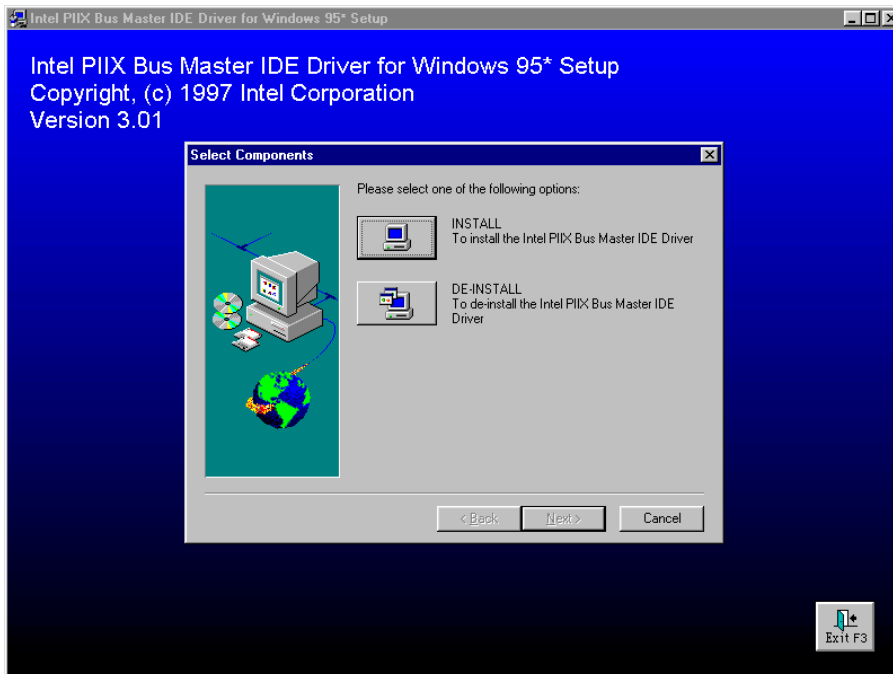 Intel PIIX Bus Master IDE Driver for Windows 95* Setup
Intel PIIX Bus Master IDE Driver for Windows 95* Setup
Copyright, (c) 1997 Intel Corporation
Version 3.01
Select Components
Please select one of the following options:
INSTALL
To install the Intel PIIX Bus Master IDE Driver
DE-INSTALL
To de-install the Intel PIIX Bus Master IDE
Driver
< Back
Next >
Cancel
Exit F3